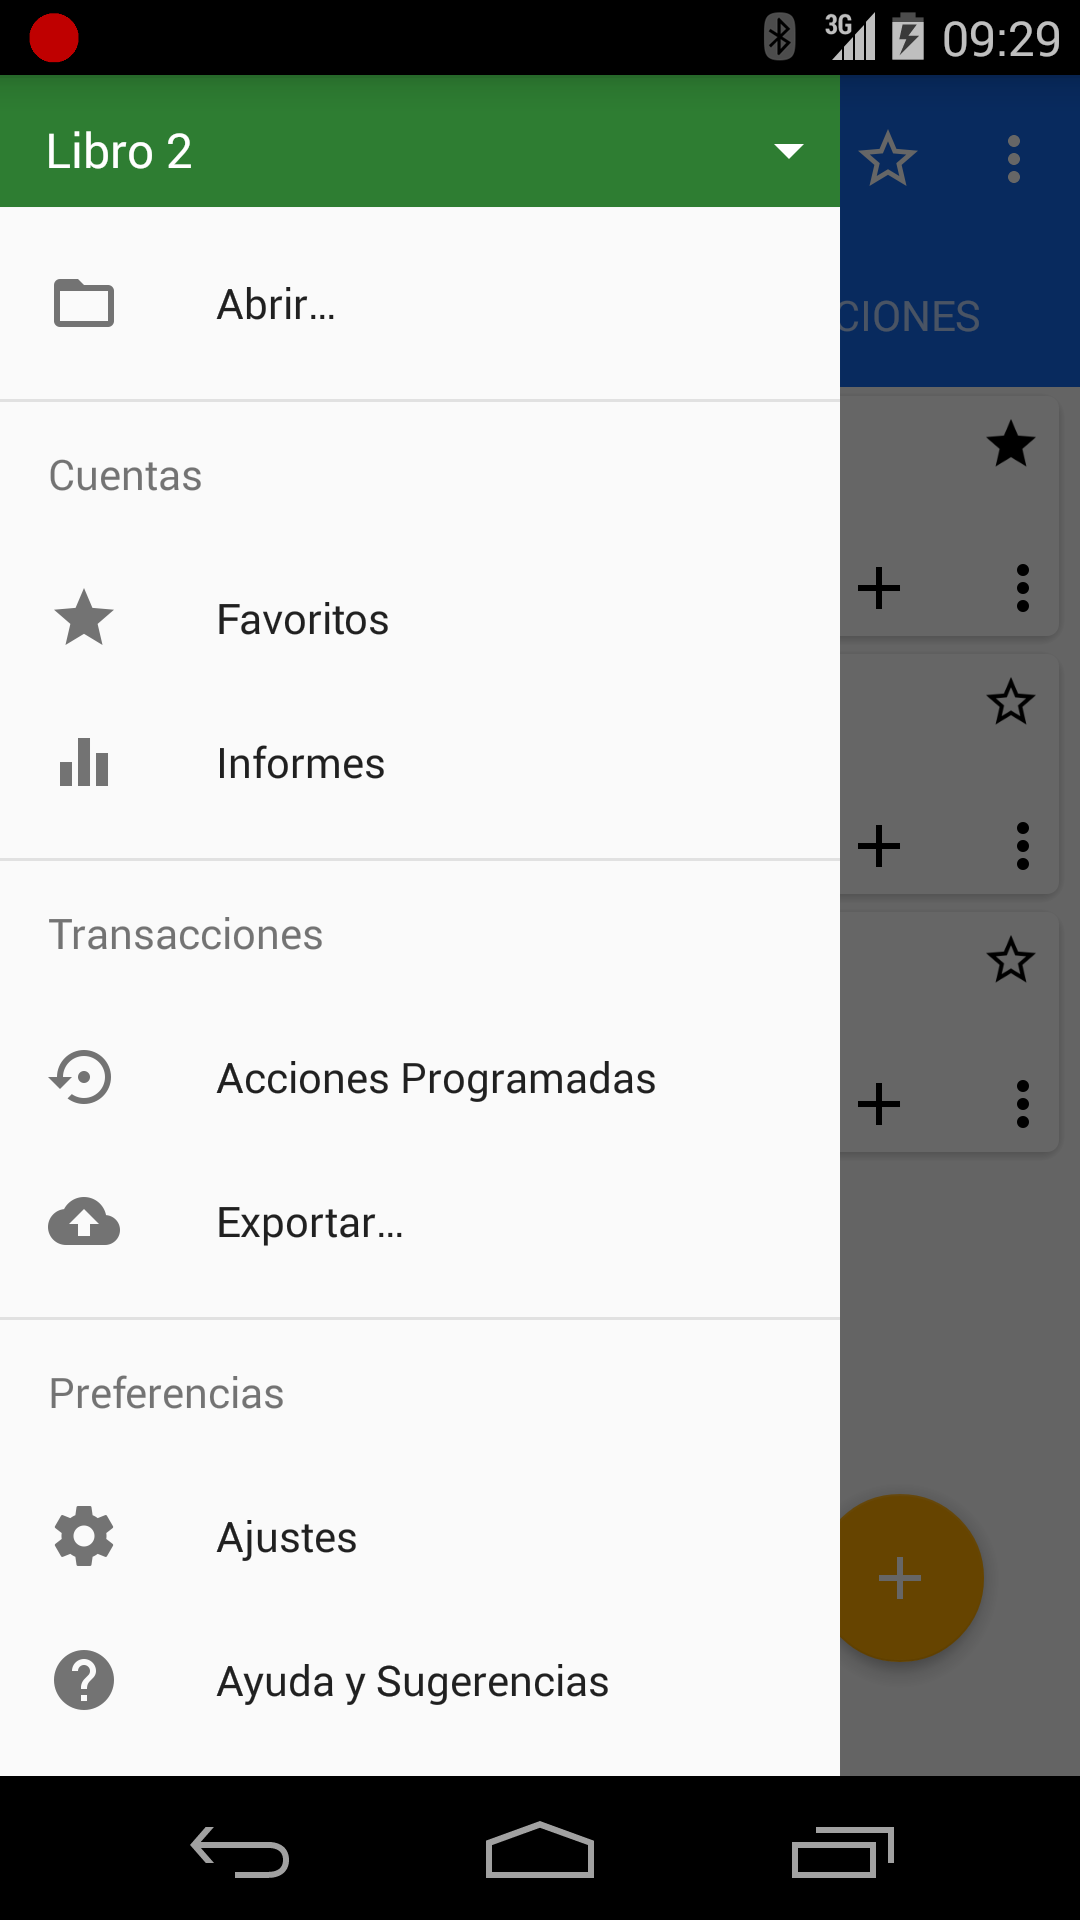 3G 09:29
Libro 2
Abrir...
CIONES
Cuentas
Favoritos
Informes
Transacciones
Acciones Programadas
Exportar...
Preferencias
Ajustes
Ayuda y Sugerencias